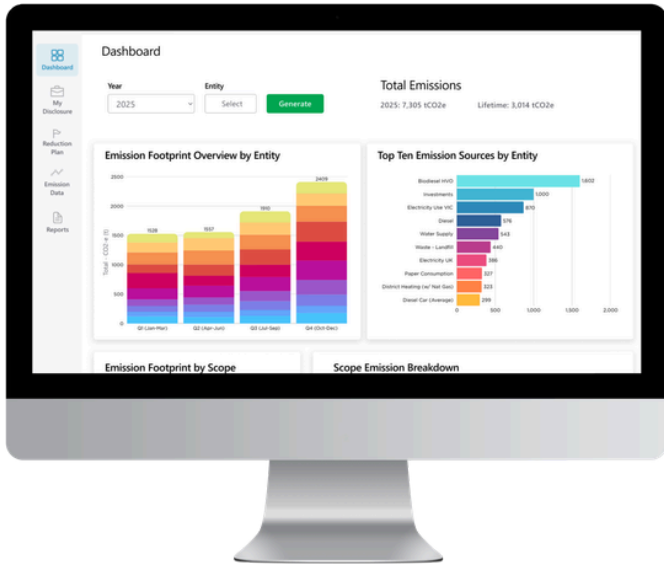 Dashboard
Dashboard
My
Disclosure
Reduction
Plan
Emission
Data
Reports
Year
2025
Entity
Select
Generate
Total Emissions
2025: 7,305 tCO2e
Lifetime: 3,014 tCO2e
Emission Footprint Overview by Entity
Total - CO2-e (t)
2500
2000
1500
1000
500
0
1528
1557
1910
2409
Q1 (Jan-Mar)
Q2 (Apr-Jun)
Q3 (Jul-Sep)
Q4 (Oct-Dec)
Top Ten Emission Sources by Entity
Biodiesel HVO 1,602
Investments 1,000
Electricity Use VIC 870
Diesel 576
Water Supply 543
Waste - Landfill 440
Electricity UK 386
Paper Consumption 327
District Heating (w/ Nat Gas) 323
Diesel Car (Average) 299
0 500 1,000 1,500 2,000
Emission Footprint by Scope
Scope Emission Breakdown